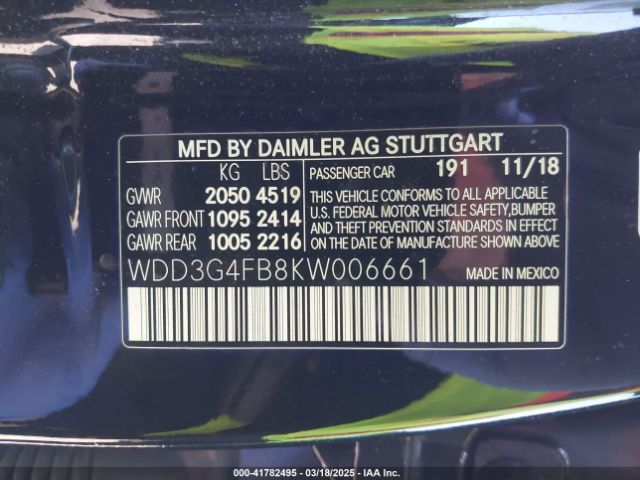 MFD BY DAIMLER AG STUTTGART
KG LBS
PASSENGER CAR 191 11/18
GVWR 2050 4519
GAWR FRONT 1095 2414
GAWR REAR 1005 2216
THIS VEHICLE CONFORMS TO ALL APPLICABLE
U.S. FEDERAL MOTOR VEHICLE SAFETY,BUMPER
AND THEFT PREVENTION STANDARDS IN EFFECT
ON THE DATE OF MANUFACTURE SHOWN ABOVE
WDD3G4FB8KW006661 MADE IN MEXICO
000-41782495 - 03/18/2025 - IAA Inc.